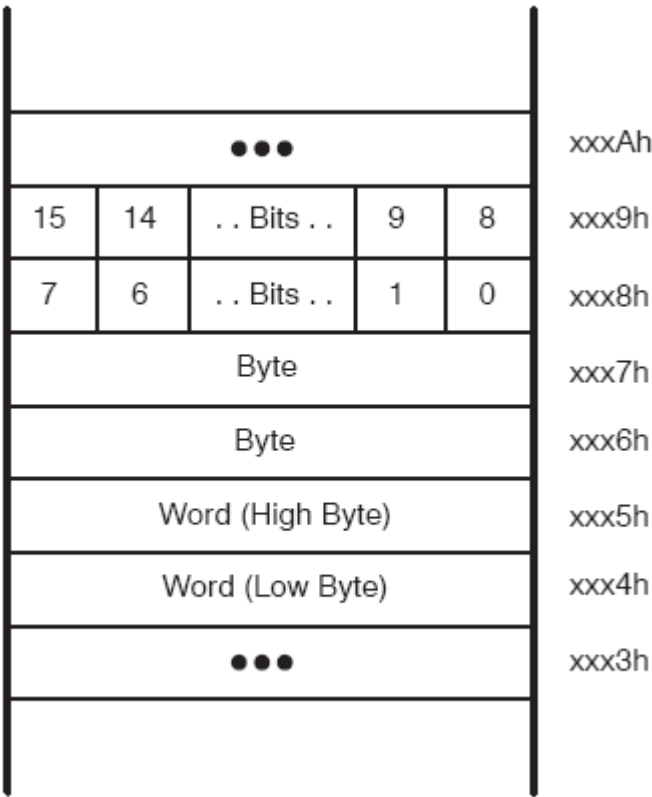 ●●● xxxAh
15 14 . . Bits . . 9 8 xxx9h
7 6 . . Bits . . 1 0 xxx8h
Byte xxx7h
Byte xxx6h
Word (High Byte) xxx5h
Word (Low Byte) xxx4h
●●● xxx3h